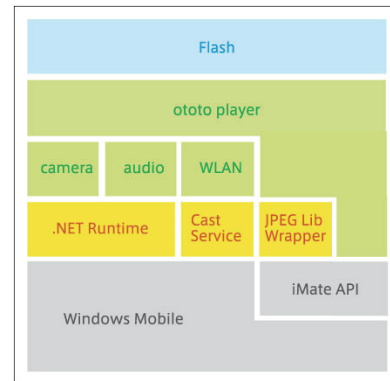 Flash
ototo player
camera audio WLAN
.NET Runtime Cast Service JPEG Lib Wrapper
iMate API
Windows Mobile